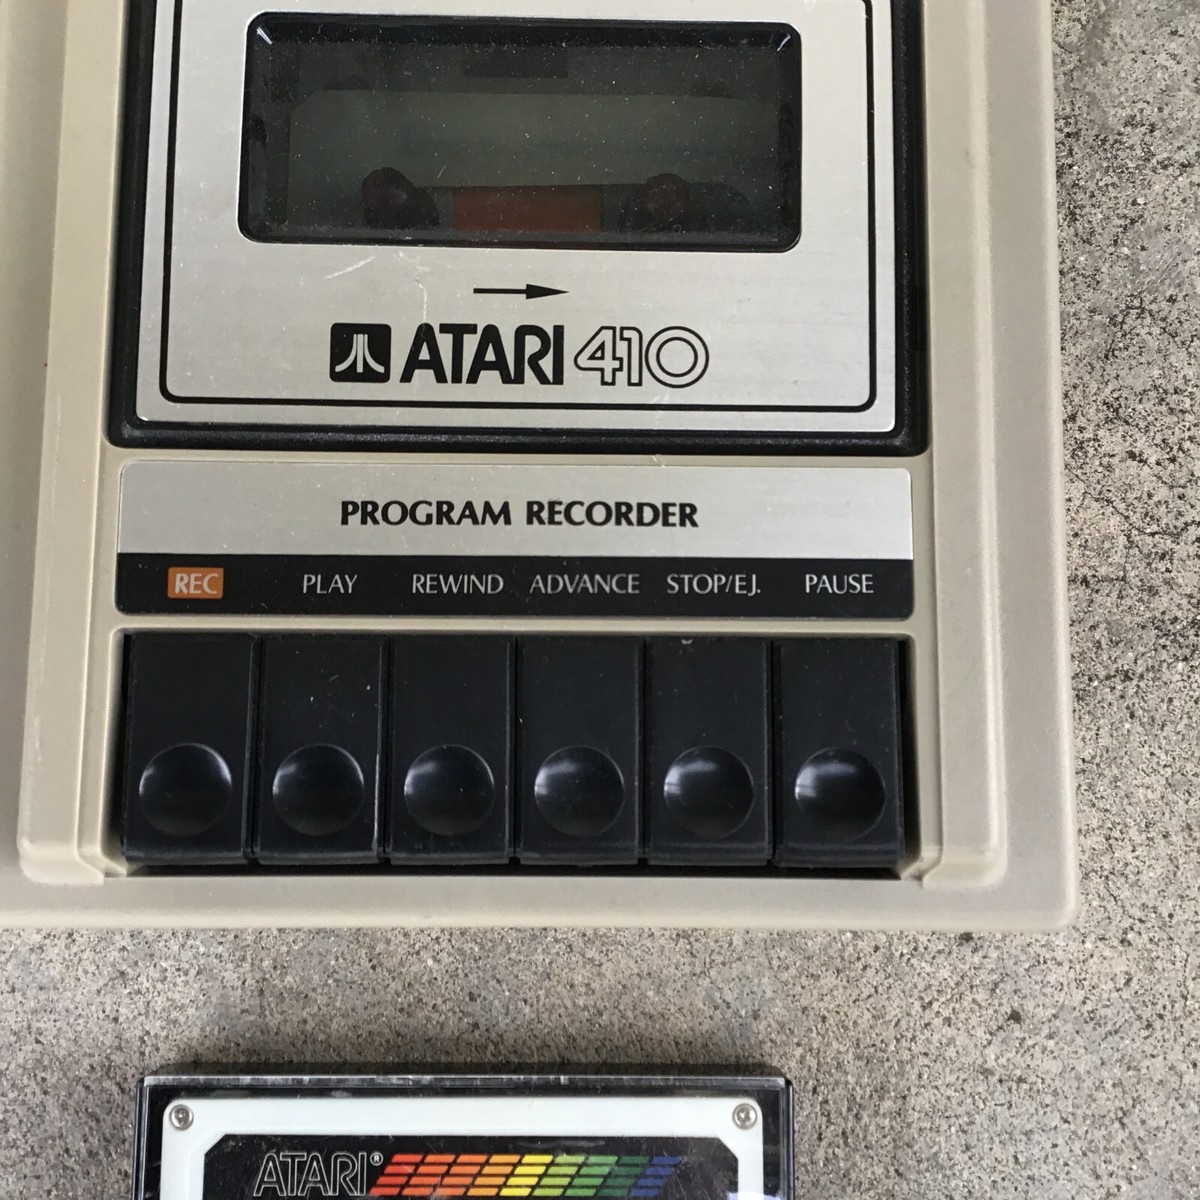 ATARI 410
PROGRAM RECORDER
REC PLAY REWIND ADVANCE STOP/EJ. PAUSE
ATARI®